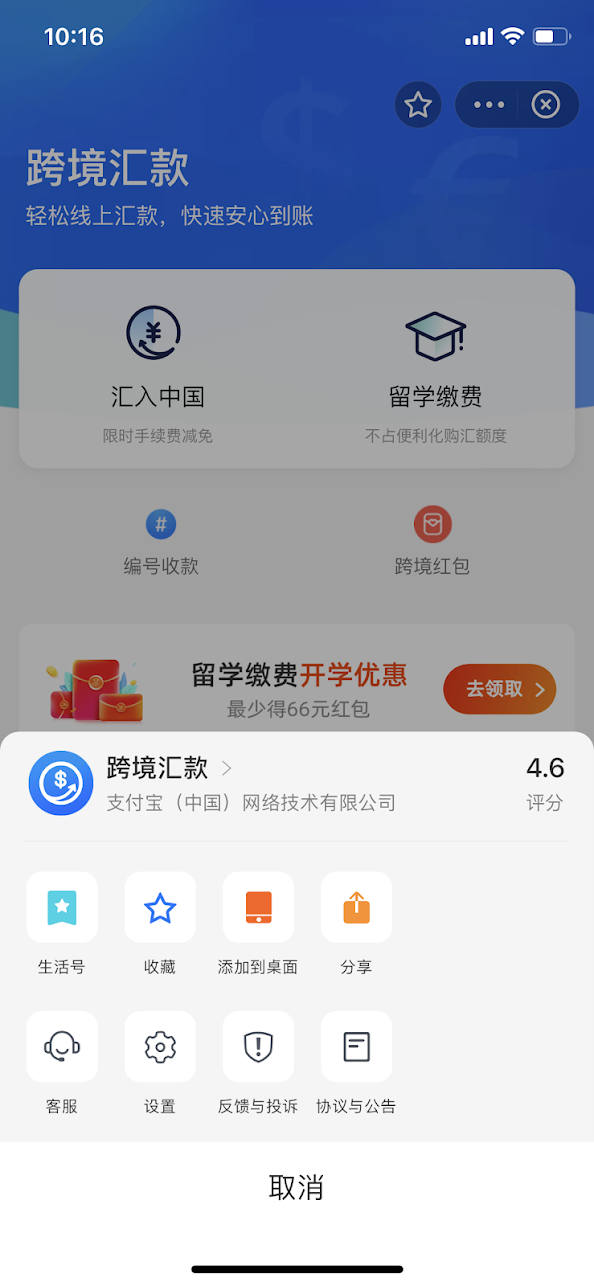 10:16
跨境汇款
轻松线上汇款，快速安心到账
汇入中国
留学缴费
限时手续费减免
不占便利化购汇额度
编号收款
跨境红包
留学缴费开学优惠
最少得66元红包
去领取
跨境汇款
4.6
支付宝（中国）网络技术有限公司
评分
生活号
收藏
添加到桌面
分享
客服
设置
反馈与投诉
协议与公告
取消